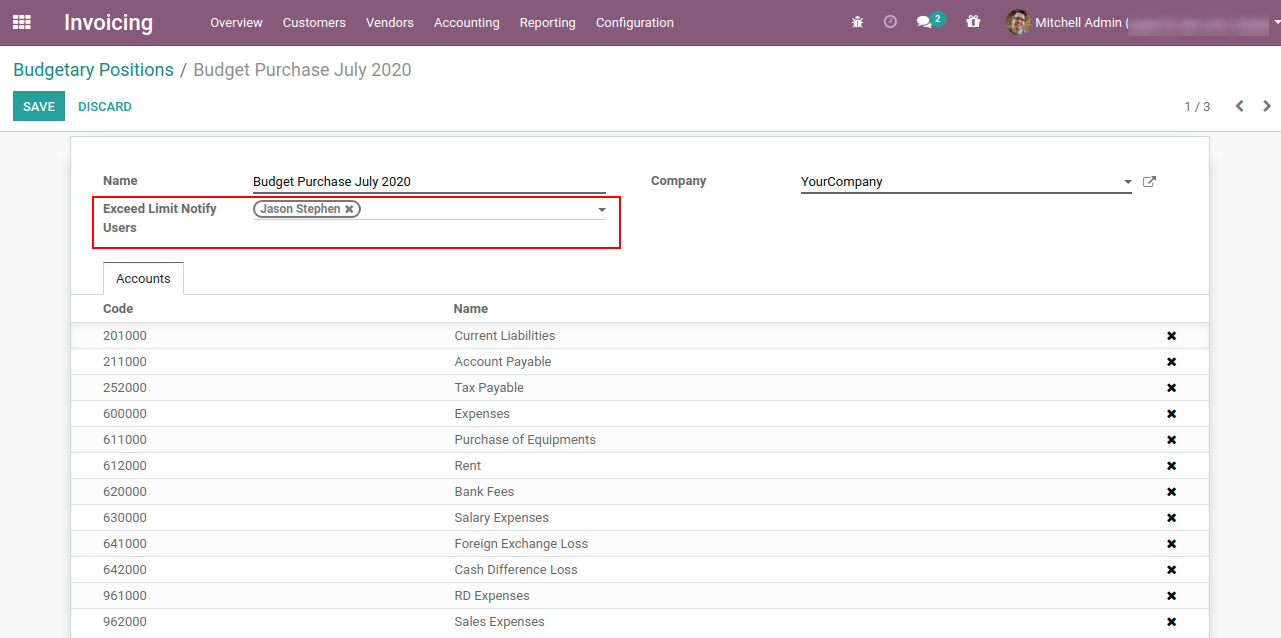 Invoicing Overview Customers Vendors Accounting Reporting Configuration 2 Mitchell Admin (
Budgetary Positions / Budget Purchase July 2020
SAVE DISCARD 1 / 3
Name Budget Purchase July 2020 Company YourCompany
Exceed Limit Notify Jason Stephen
Users
Accounts
Code Name
201000 Current Liabilities
211000 Account Payable
252000 Tax Payable
600000 Expenses
611000 Purchase of Equipments
612000 Rent
620000 Bank Fees
630000 Salary Expenses
641000 Foreign Exchange Loss
642000 Cash Difference Loss
961000 RD Expenses
962000 Sales Expenses